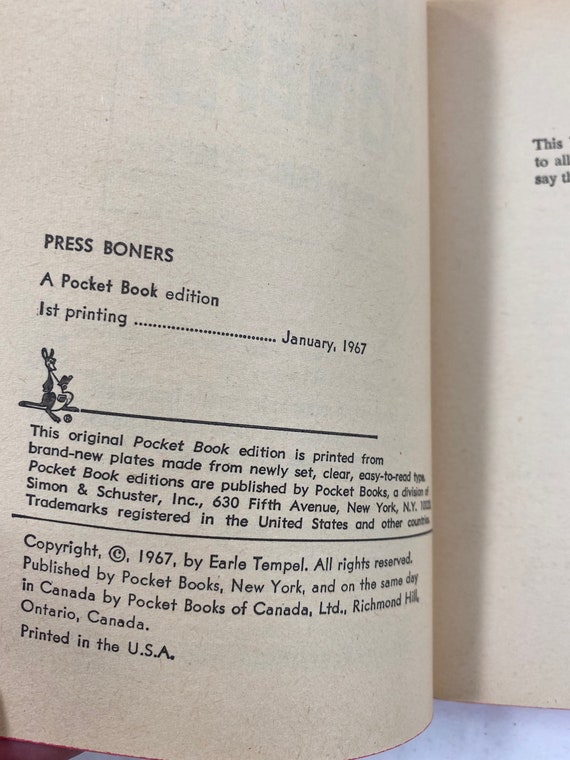 PRESS BONERS
A Pocket Book edition
1st printing .................................. January, 1967
®
This original Pocket Book edition is printed from
brand-new plates made from newly set, clear, easy-to-read type.
Pocket Book editions are published by Pocket Books, a division of
Simon & Schuster, Inc., 630 Fifth Avenue, New York, N.Y.
Trademarks registered in the United States and other countries.
Copyright, ©, 1967, by Earle Tempel. All rights reserved.
Published by Pocket Books, New York, and on the same day
in Canada by Pocket Books of Canada, Ltd., Richmond Hill,
Ontario, Canada.
Printed in the U.S.A.
This
to all
say